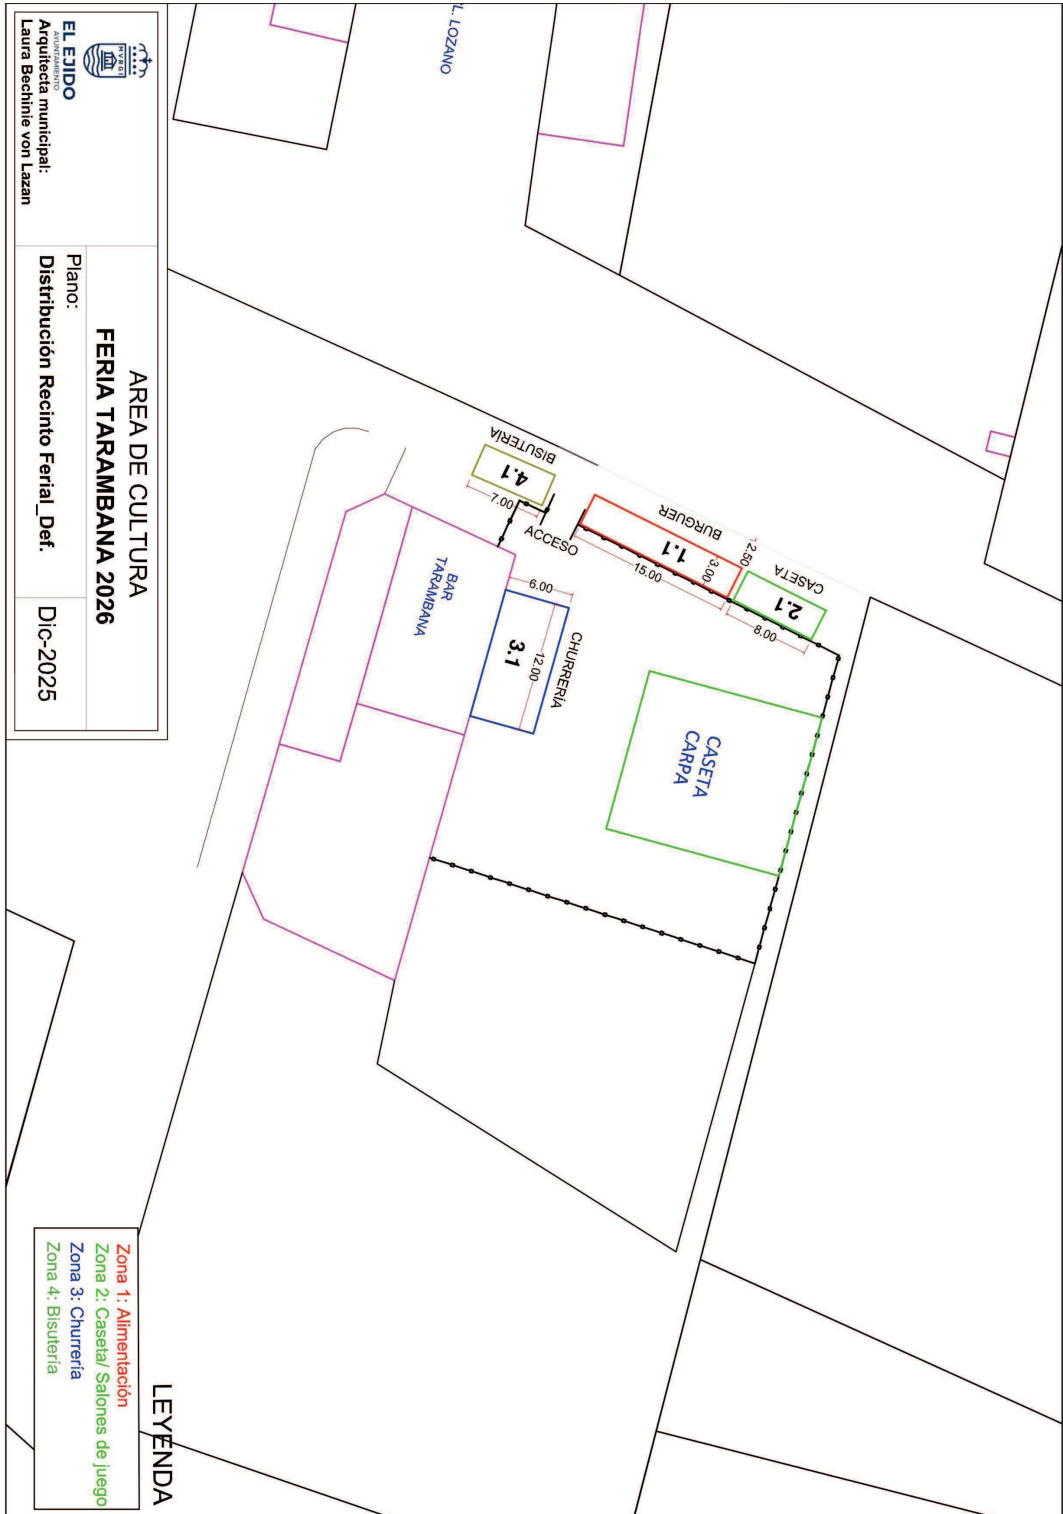 L. LOZANO
BISUTERÍA
4.1
7.00
ACCESO
BURGUER
1.1
3.00
15.00
2.50
CASETA
2.1
8.00
BAR
TARAMBANA
6.00
CHURRERÍA
12.00
3.1
CASETA
CARPA
MVRGI
EL EJIDO
AYUNTAMIENTO
Arquitecta municipal:
Laura Bechinie von Lazan
AREA DE CULTURA
FERIA TARAMBANA 2026
Plano:
Distribución Recinto Ferial_Def.
Dic-2025
LEYENDA
Zona 1: Alimentación
Zona 2: Caseta/ Salones de juego
Zona 3: Churrería
Zona 4: Bisutería